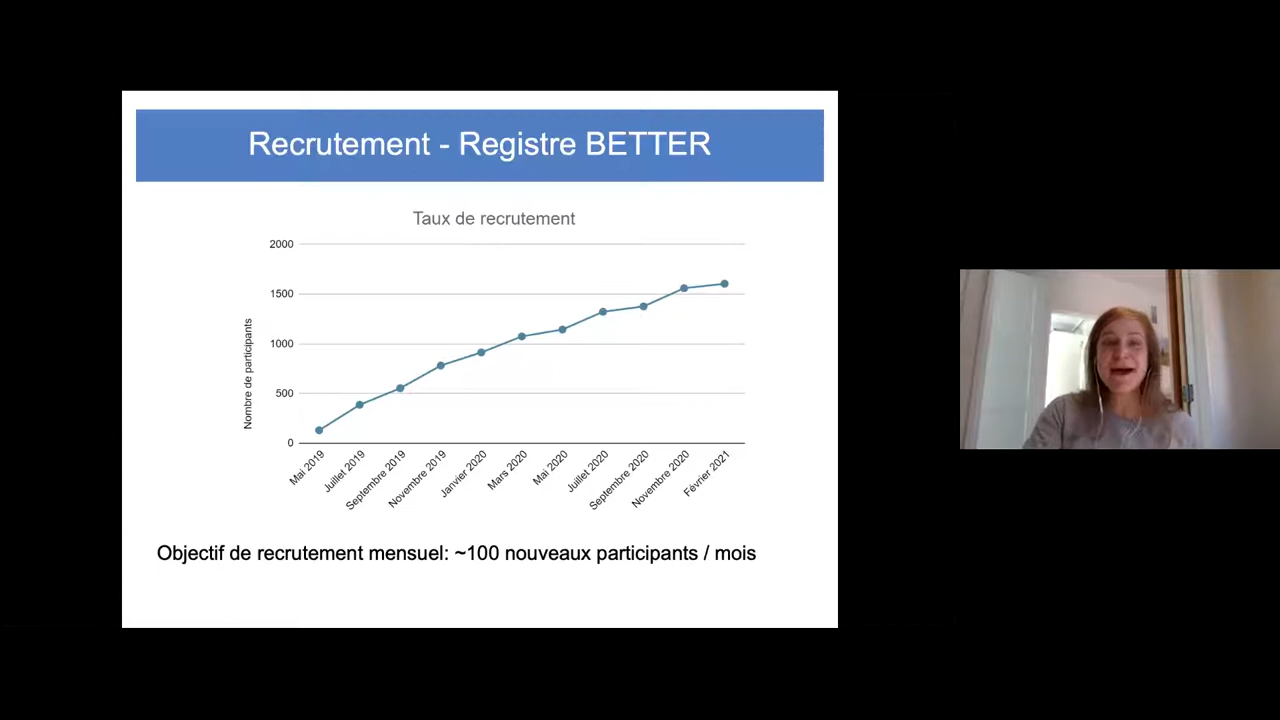 Recrutement - Registre BETTER
Taux de recrutement
2000
1500
1000
500
0
Nombre de participants
Mai 2019
Juillet 2019
Septembre 2019
Novembre 2019
Janvier 2020
Mars 2020
Mai 2020
Juillet 2020
Septembre 2020
Novembre 2020
Février 2021
Objectif de recrutement mensuel: ~100 nouveaux participants / mois